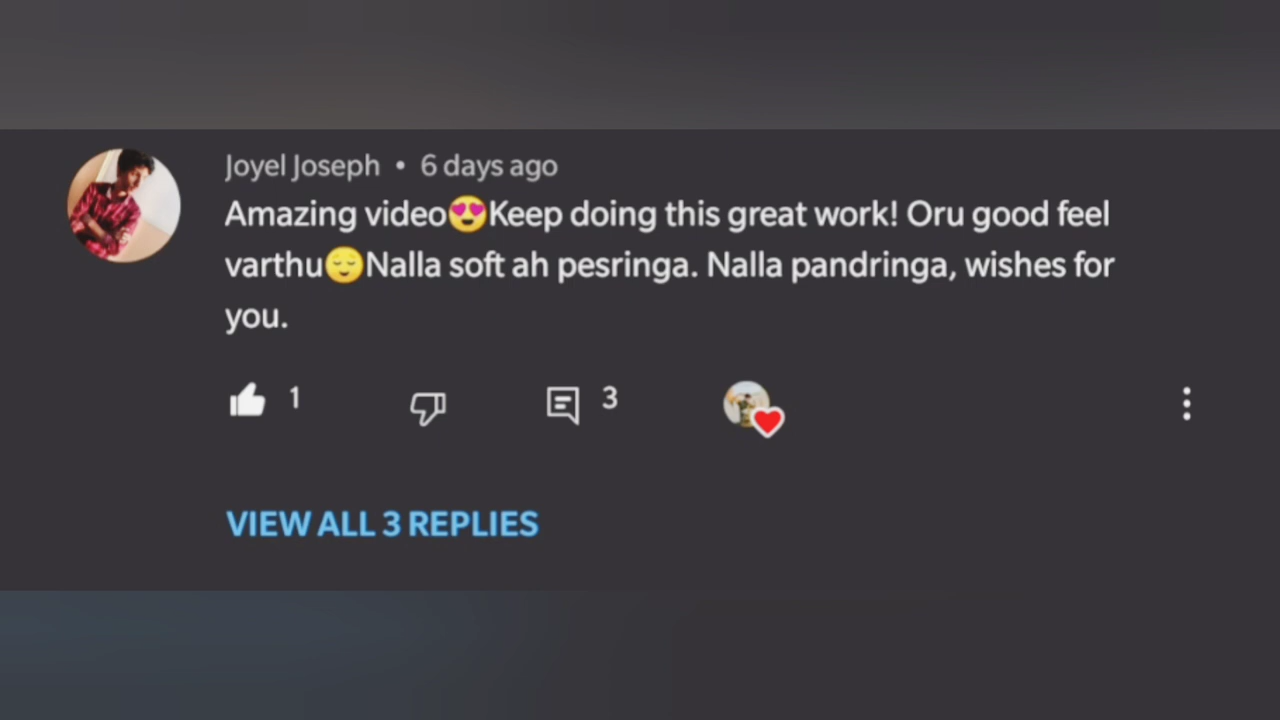 Joyel Joseph • 6 days ago
Amazing video😍Keep doing this great work! Oru good feel
varthu😌Nalla soft ah pesringa. Nalla pandringa, wishes for
you.
1 3
VIEW ALL 3 REPLIES